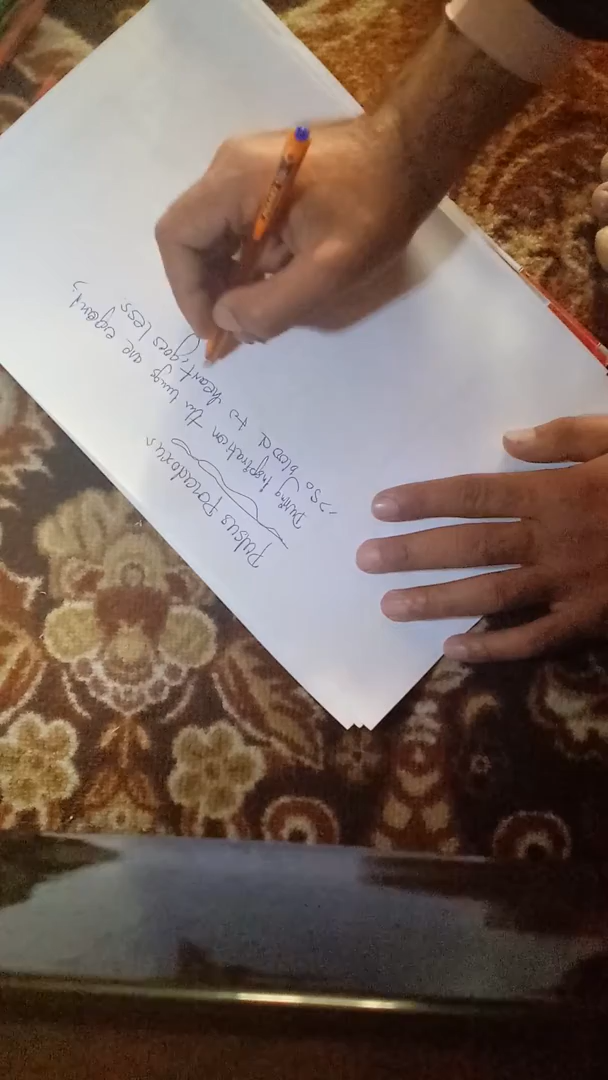 Pulsus Paradoxus
During Inspiration the lungs are expand,
→ So blood to heart goes less.